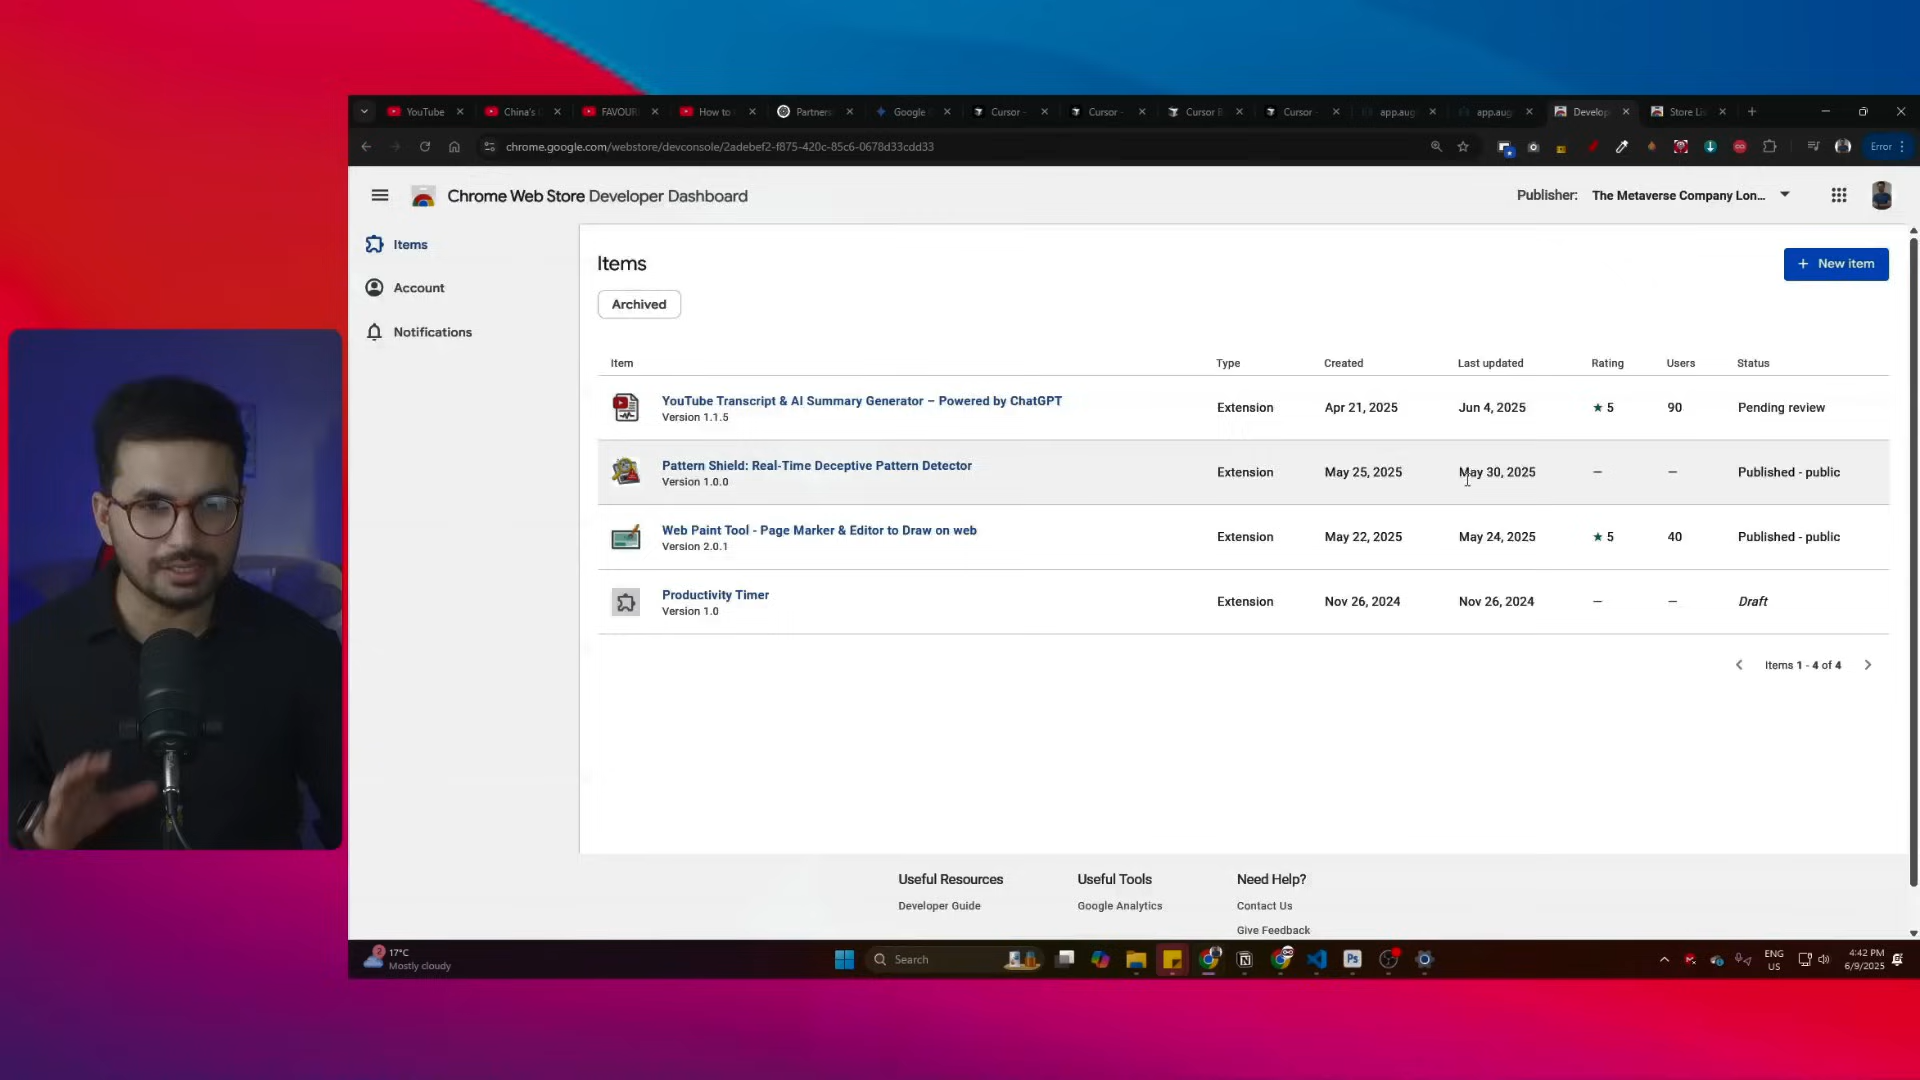 YouTube
China's
FAVOUR
How to
Partners
Google
Cursor -
Cursor -
Cursor B
Cursor -
app.aug
app.aug
Develop
Store Lis
chrome.google.com/webstore/devconsole/2adebef2-f875-420c-85c6-0678d33cdd33
Error
Chrome Web Store Developer Dashboard
Publisher: The Metaverse Company Lon...
Items
Account
Notifications
Items
+ New item
Archived
Item Type Created Last updated Rating Users Status
YouTube Transcript & AI Summary Generator – Powered by ChatGPT
Version 1.1.5
Extension Apr 21, 2025 Jun 4, 2025 ★ 5 90 Pending review
Pattern Shield: Real-Time Deceptive Pattern Detector
Version 1.0.0
Extension May 25, 2025 May 30, 2025 – – Published - public
Web Paint Tool - Page Marker & Editor to Draw on web
Version 2.0.1
Extension May 22, 2025 May 24, 2025 ★ 5 40 Published - public
Productivity Timer
Version 1.0
Extension Nov 26, 2024 Nov 26, 2024 – – Draft
Items 1 - 4 of 4
Useful Resources Useful Tools Need Help?
Developer Guide Google Analytics Contact Us
Give Feedback
2
17°C
Mostly cloudy
Search
Ps
ENG
US
4:42 PM
6/9/2025